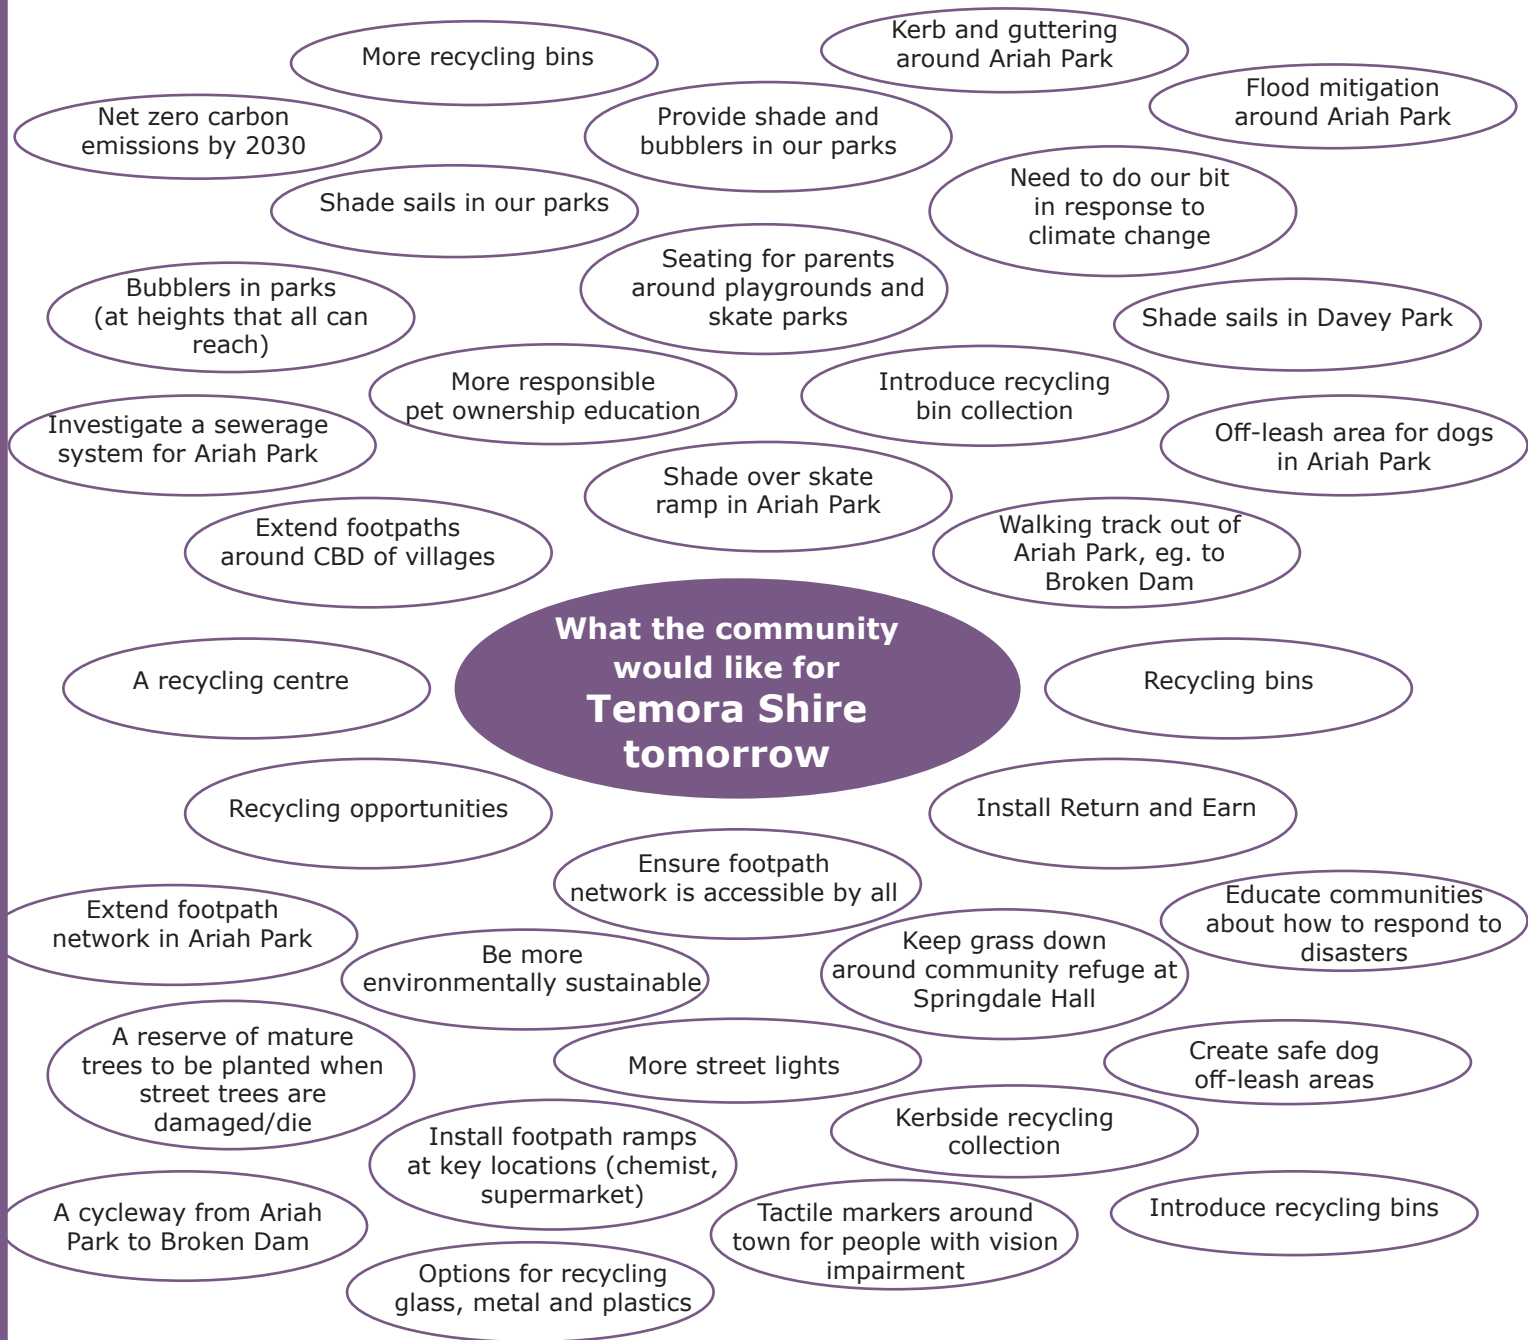 More recycling bins
Kerb and guttering
around Ariah Park
Flood mitigation
around Ariah Park
Net zero carbon
emissions by 2030
Provide shade and
bubblers in our parks
Shade sails in our parks
Need to do our bit
in response to
climate change
Seating for parents
around playgrounds and
skate parks
Bubblers in parks
(at heights that all can
reach)
Shade sails in Davey Park
More responsible
pet ownership education
Introduce recycling
bin collection
Investigate a sewerage
system for Ariah Park
Off-leash area for dogs
in Ariah Park
Shade over skate
ramp in Ariah Park
Extend footpaths
around CBD of villages
Walking track out of
Ariah Park, eg. to
Broken Dam
What the community
would like for
Temora Shire
tomorrow
A recycling centre
Recycling bins
Recycling opportunities
Install Return and Earn
Ensure footpath
network is accessible by all
Extend footpath
network in Ariah Park
Educate communities
about how to respond to
disasters
Be more
environmentally sustainable
Keep grass down
around community refuge at
Springdale Hall
A reserve of mature
trees to be planted when
street trees are
damaged/die
More street lights
Create safe dog
off-leash areas
Install footpath ramps
at key locations (chemist,
supermarket)
Kerbside recycling
collection
A cycleway from Ariah
Park to Broken Dam
Tactile markers around
town for people with vision
impairment
Introduce recycling bins
Options for recycling
glass, metal and plastics